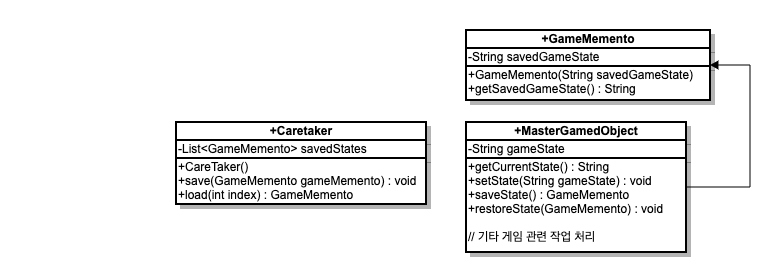 +GameMemento
-String savedGameState
+GameMemento(String savedGameState)
+getSavedGameState() : String
+Caretaker
-List<GameMemento> savedStates
+CareTaker()
+save(GameMemento gameMemento) : void
+load(int index) : GameMemento
+MasterGamedObject
-String gameState
+getCurrentState() : String
+setState(String gameState) : void
+saveState() : GameMemento
+restoreState(GameMemento) : void
// 기타 게임 관련 작업 처리